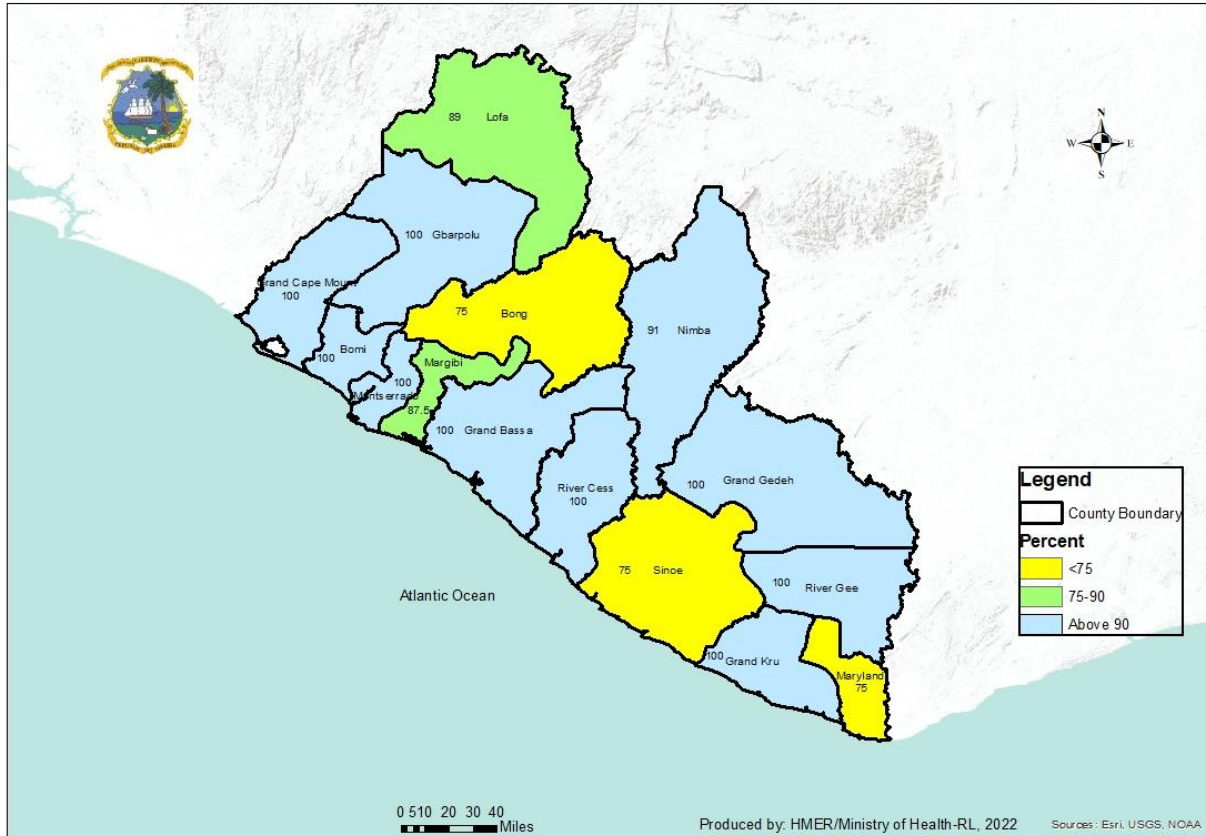 N
W E
S
89 Lofa
100 Gbarpolu
Grand Cape Mount
100
75 Bong
91 Nimba
100 Bomi
Margibi
100
Montserrado
87.5
100 Grand Bassa
River Cess
100
100 Grand Gedeh
75 Sinoe
100 River Gee
100 Grand Kru
Maryland
75
Atlantic Ocean
Legend
County Boundary
Percent
<75
75-90
Above 90
0 5 10 20 30 40
Miles
Produced by: HMER/Ministry of Health-RL, 2022
Sources: Esri, USGS, NOAA